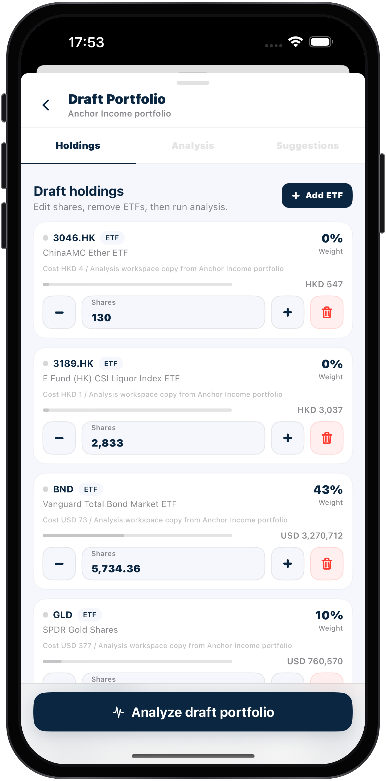 17:53
Draft Portfolio
Anchor Income portfolio
Holdings Analysis Suggestions
Draft holdings
Edit shares, remove ETFs, then run analysis.
+ Add ETF
3046.HK ETF 0%
ChinaAMC Ether ETF Weight
Cost HKD 4 / Analysis workspace copy from Anchor Income portfolio
HKD 547
Shares
130
3189.HK ETF 0%
E Fund (HK) CSI Liquor Index ETF Weight
Cost HKD 1 / Analysis workspace copy from Anchor Income portfolio
HKD 3,037
Shares
2,833
BND ETF 43%
Vanguard Total Bond Market ETF Weight
Cost USD 73 / Analysis workspace copy from Anchor Income portfolio
USD 3,270,712
Shares
5,734.36
GLD ETF 10%
SPDR Gold Shares Weight
Cost USD 377 / Analysis workspace copy from Anchor Income portfolio
USD 760,570
Shares
Analyze draft portfolio